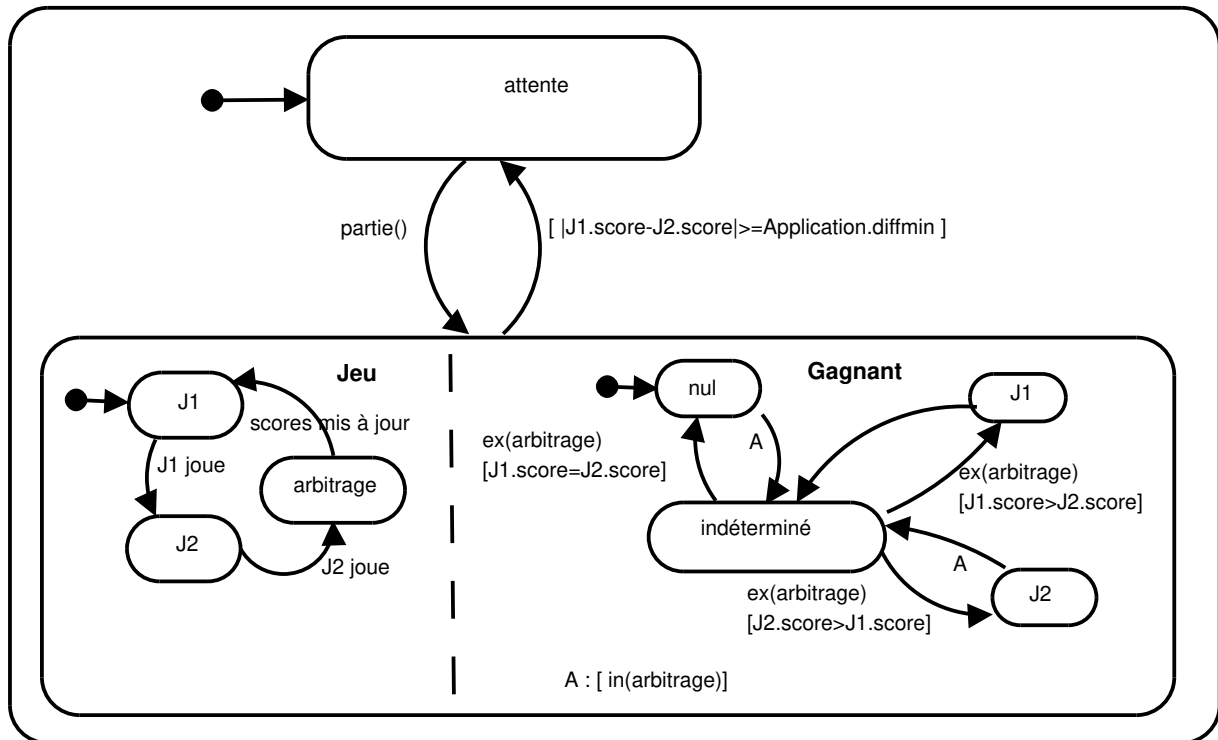 attente
partie()
[ |J1.score-J2.score|>=Application.diffmin ]
Jeu
J1
scores mis à jour
J1 joue
arbitrage
J2
J2 joue
Gagnant
nul
J1
ex(arbitrage)
[J1.score=J2.score]
A
ex(arbitrage)
[J1.score>J2.score]
indéterminé
A
J2
ex(arbitrage)
[J2.score>J1.score]
A : [ in(arbitrage)]